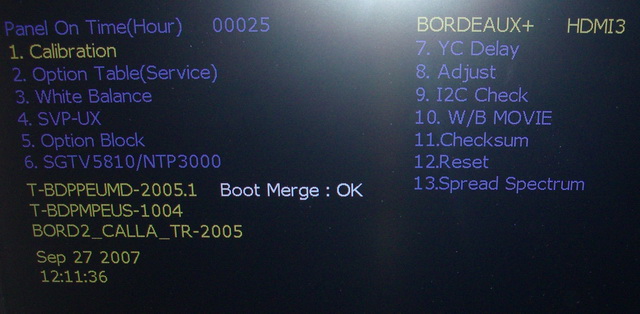 Panel On Time(Hour) 00025 BORDEAUX+ HDMI3
1. Calibration
2. Option Table(Service)
3. White Balance
4. SVP-UX
5. Option Block
6. SGTV5810/NTP3000
7. YC Delay
8. Adjust
9. I2C Check
10. W/B MOVIE
11.Checksum
12.Reset
13.Spread Spectrum
T-BDPPEUMD-2005.1 Boot Merge : OK
T-BDPMPEUS-1004
BORD2_CALLA_TR-2005
Sep 27 2007
12:11:36